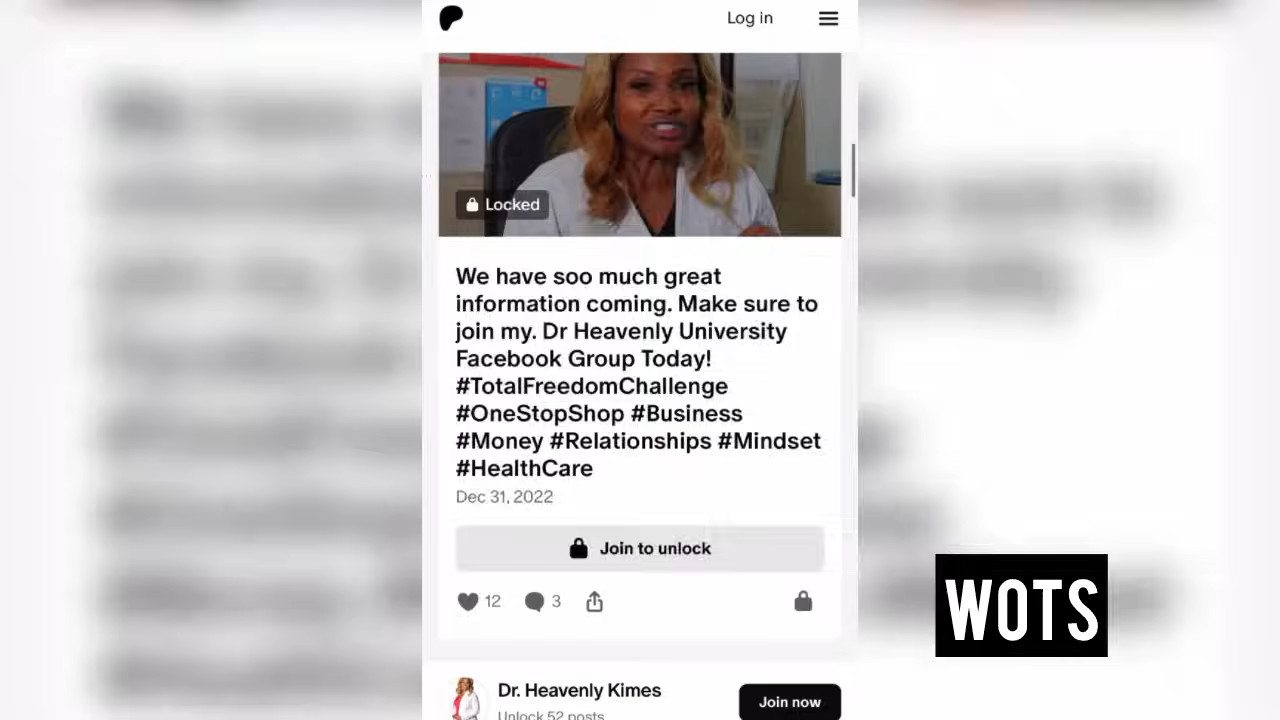 Log in
Locked
We have soo much great
information coming. Make sure to
join my. Dr Heavenly University
Facebook Group Today!
#TotalFreedomChallenge
#OneStopShop #Business
#Money #Relationships #Mindset
#HealthCare
Dec 31, 2022
Join to unlock
12 3
WOTS
Dr. Heavenly Kimes
Join now
Unlock 52 posts